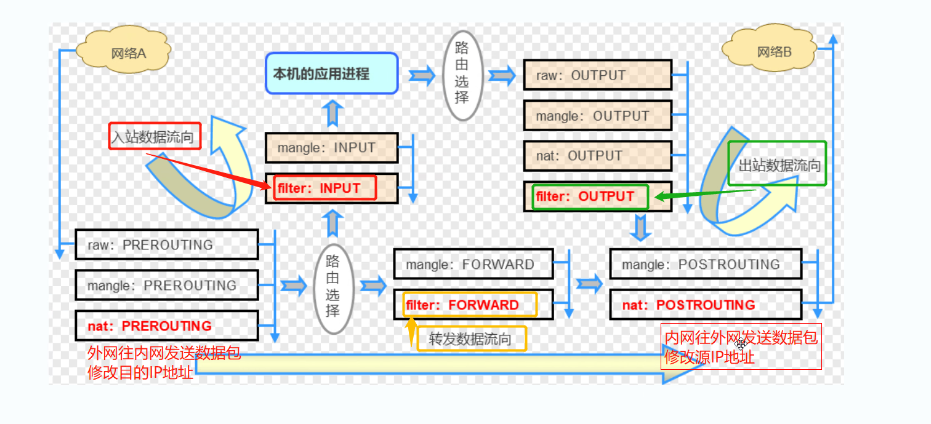 网络A
网络B
路由选择
本机的应用进程
raw：OUTPUT
mangle：OUTPUT
nat：OUTPUT
filter：OUTPUT
入站数据流向
mangle：INPUT
filter：INPUT
出站数据流向
raw：PREROUTING
mangle：PREROUTING
nat：PREROUTING
路由选择
mangle：FORWARD
filter：FORWARD
转发数据流向
mangle：POSTROUTING
nat：POSTROUTING
外网往内网发送数据包
修改目的IP地址
内网往外网发送数据包
修改源IP地址